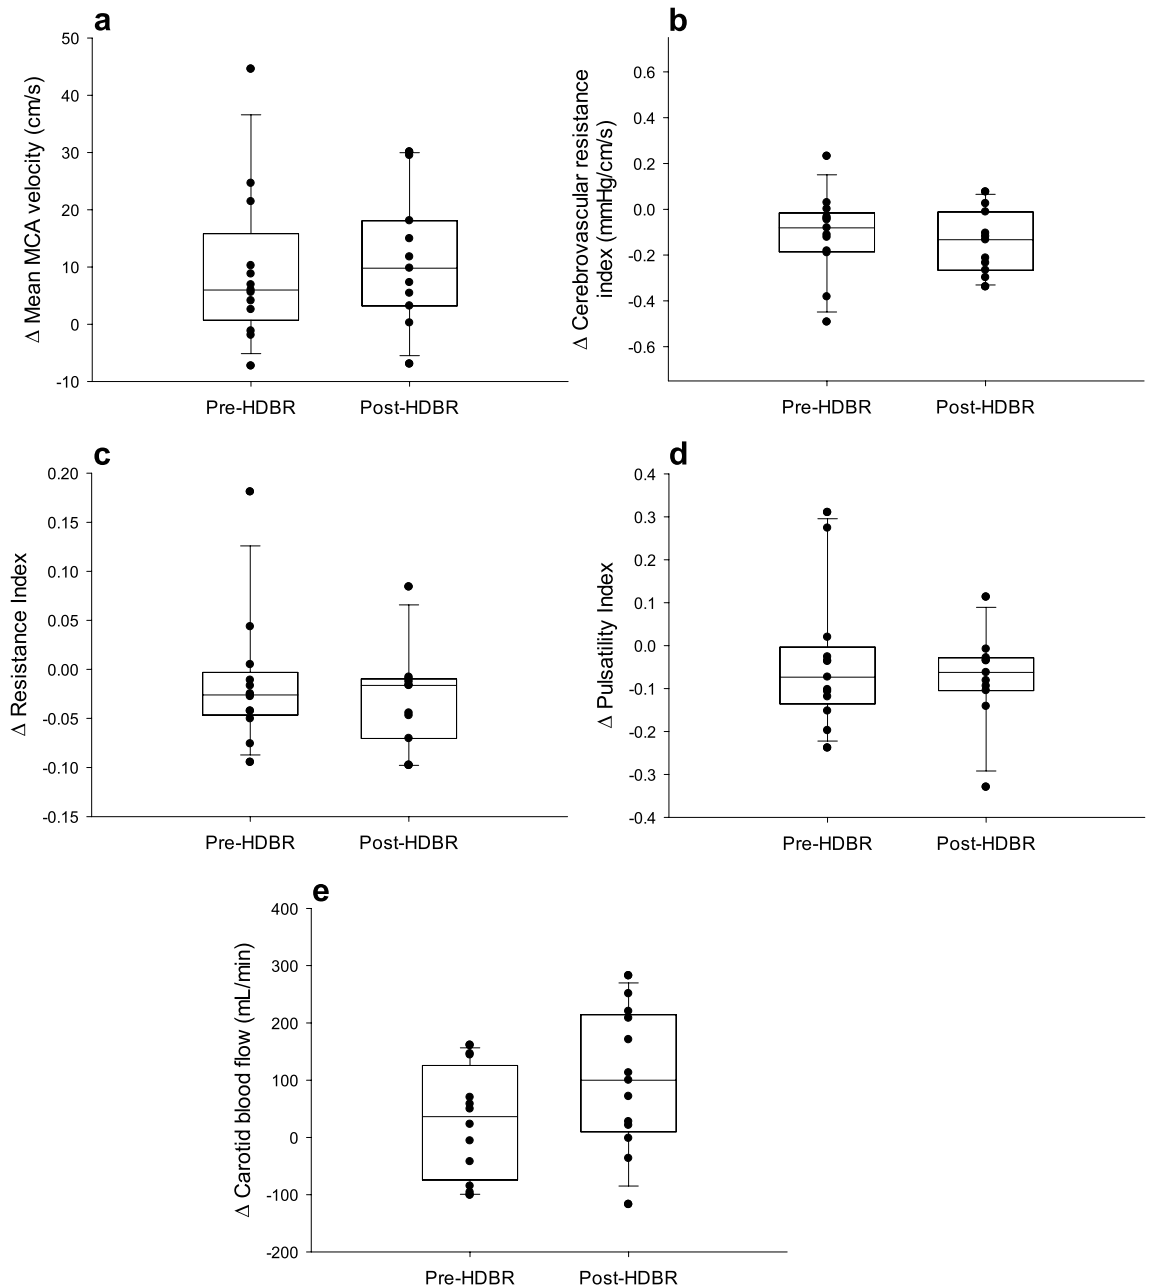 a
50
40
30
20
10
0
-10
Δ Mean MCA velocity (cm/s)
Pre-HDBR Post-HDBR
b
0.6
0.4
0.2
0.0
-0.2
-0.4
-0.6
Δ Cerebrovascular resistance
index (mmHg/cm/s)
Pre-HDBR Post-HDBR
c
0.20
0.15
0.10
0.05
0.00
-0.05
-0.10
-0.15
Δ Resistance Index
Pre-HDBR Post-HDBR
d
0.4
0.3
0.2
0.1
0.0
-0.1
-0.2
-0.3
-0.4
Δ Pulsatility Index
Pre-HDBR Post-HDBR
e
400
300
200
100
0
-100
-200
Δ Carotid blood flow (mL/min)
Pre-HDBR Post-HDBR